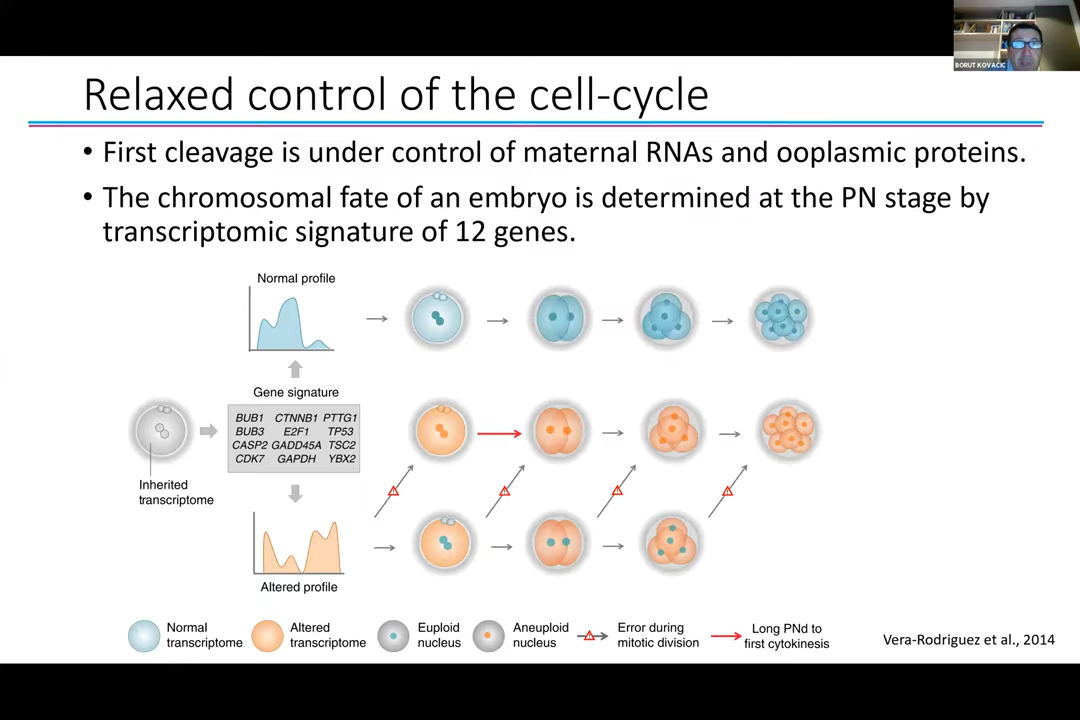 BORUT KOVACIC
Relaxed control of the cell-cycle
• First cleavage is under control of maternal RNAs and ooplasmic proteins.
• The chromosomal fate of an embryo is determined at the PN stage by
transcriptomic signature of 12 genes.
Normal profile
Gene signature
BUB1 CTNNB1 PTTG1
BUB3 E2F1 TP53
CASP2 GADD45A TSC2
CDK7 GAPDH YBX2
Inherited
transcriptome
Altered profile
Normal
transcriptome
Altered
transcriptome
Euploid
nucleus
Aneuploid
nucleus
Error during
mitotic division
Long PNd to
first cytokinesis
Vera-Rodriguez et al., 2014